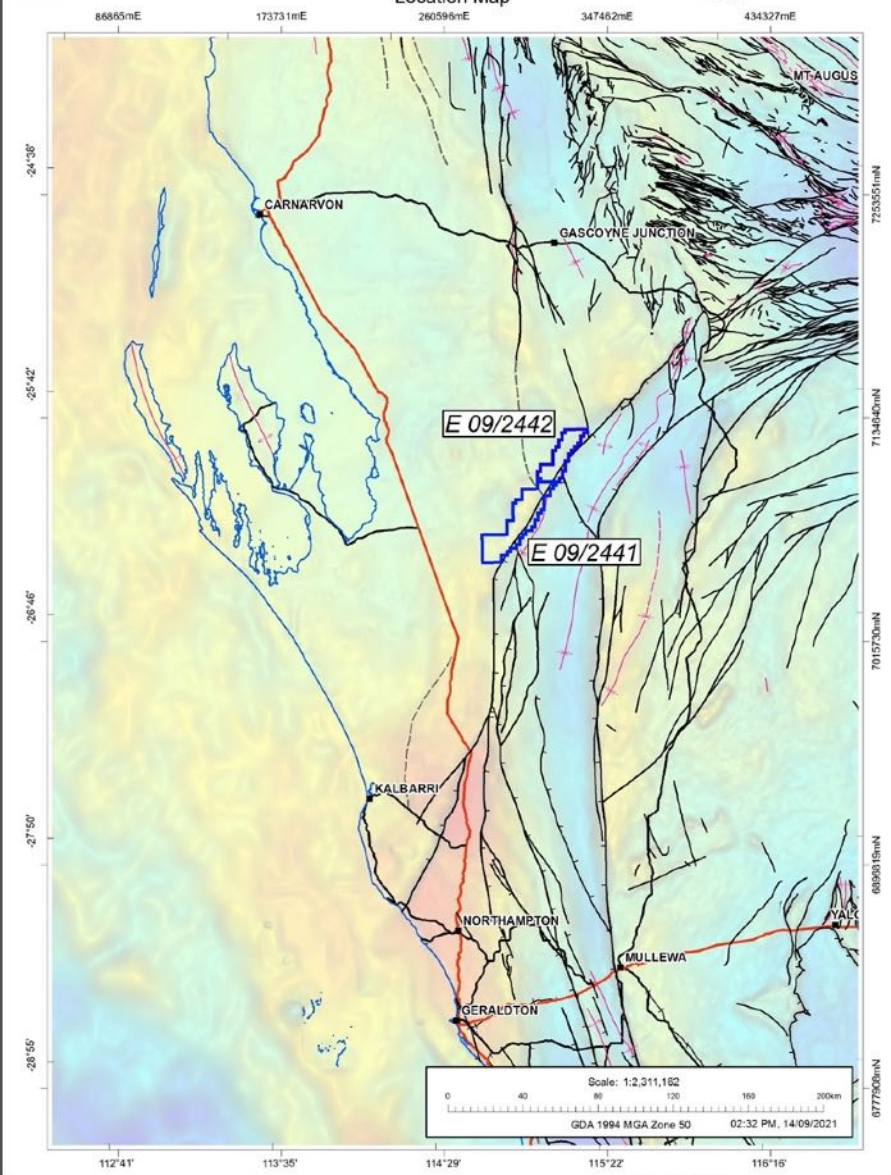 Location Map
86865mE 173731mE 260596mE 347462mE 434327mE
MT AUGUS
-24°38'
7253551mN
CARNARVON
GASCOYNE JUNCTION
-25°42'
7134640mN
E 09/2442
E 09/2441
-26°46'
7015730mN
KALBARRI
-27°50'
6896819mN
NORTHAMPTON
YALG
MULLEWA
GERALDTON
-28°55'
6777908mN
Scale: 1:2,311,162
0 40 80 120 160 200km
GDA 1994 MGA Zone 50 02:32 PM, 14/09/2021
112°41' 113°35' 114°29' 115°22' 116°16'